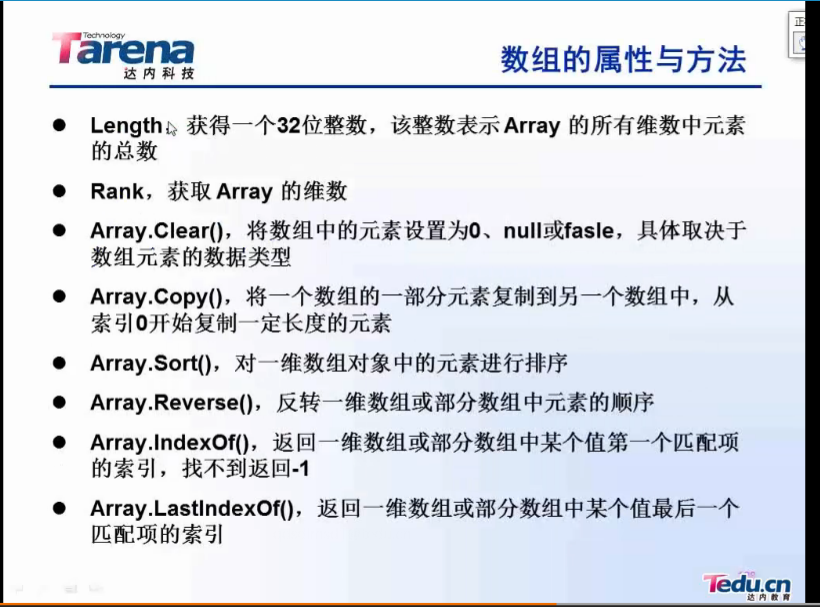 Technology
Tarena
达内科技
数组的属性与方法
正
● Length，获得一个32位整数，该整数表示Array 的所有维数中元素
的总数
● Rank，获取Array 的维数
● Array.Clear()，将数组中的元素设置为0、null或fasle，具体取决于
数组元素的数据类型
● Array.Copy()，将一个数组的一部分元素复制到另一个数组中，从
索引0开始复制一定长度的元素
● Array.Sort()，对一维数组对象中的元素进行排序
● Array.Reverse()，反转一维数组或部分数组中元素的顺序
● Array.IndexOf()，返回一维数组或部分数组中某个值第一个匹配项
的索引，找不到返回-1
● Array.LastIndexOf()，返回一维数组或部分数组中某个值最后一个
匹配项的索引
Tedu.cn
达内教育